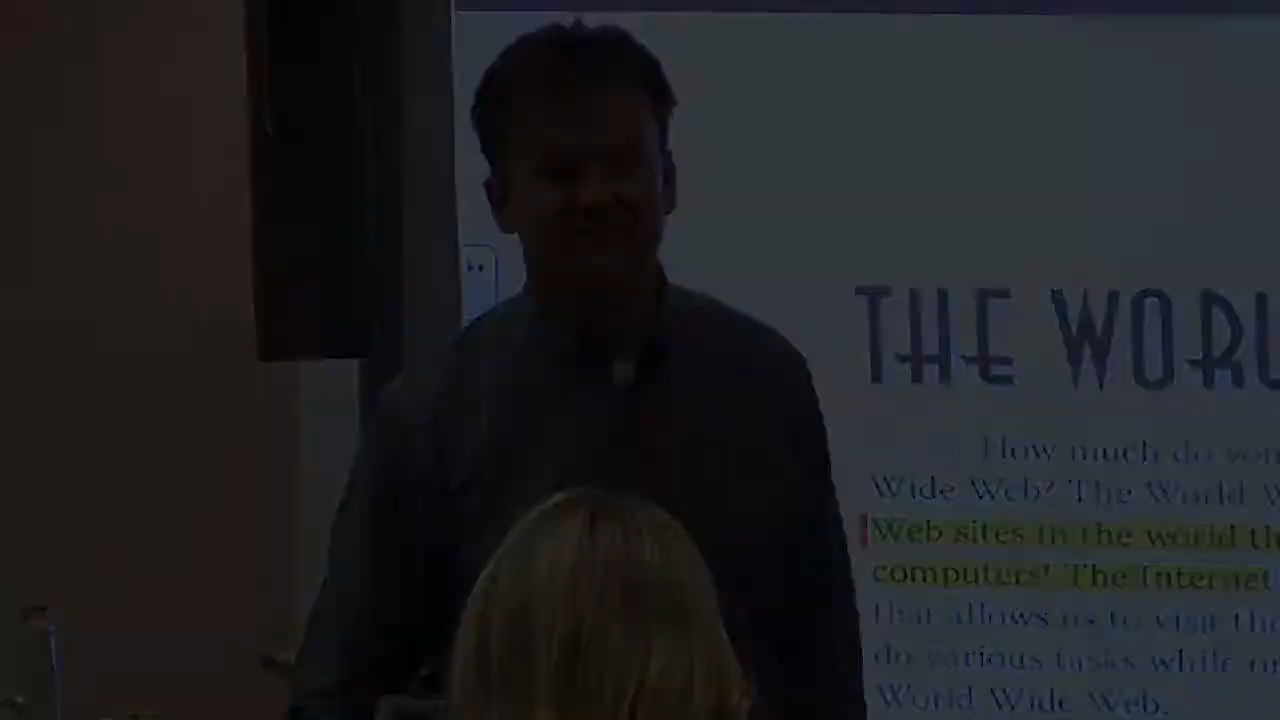 THE WORL
How much do you
Wide Web? The World W
Web sites in the world th
computers! The Internet
that allows us to visit the
do various tasks while on
World Wide Web.